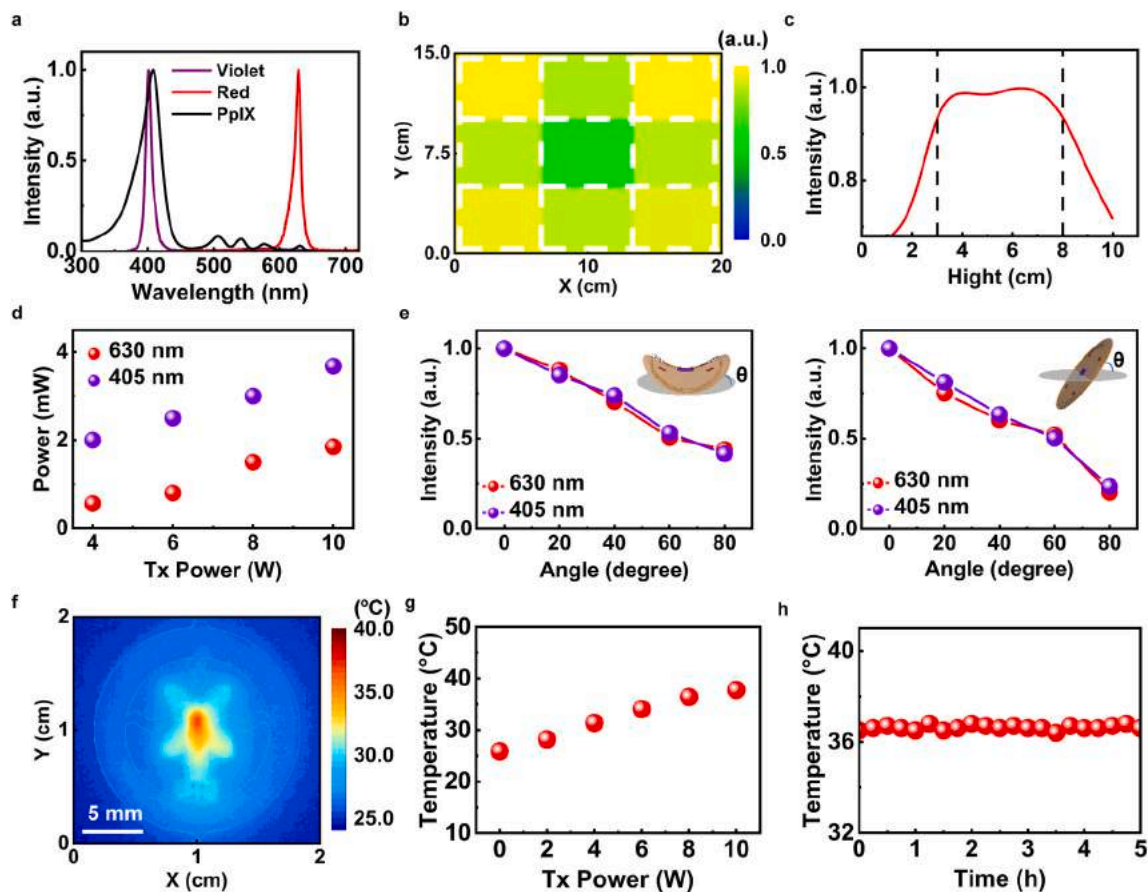 a
Intensity (a.u.)
1.0
0.5
0.0
300 400 500 600 700
Wavelength (nm)
Violet
Red
PpIX
b
(a.u.)
Y (cm)
15.0
7.5
0.0
0 10 20
X (cm)
1.0
0.5
0.0
c
Intensity (a.u.)
1.0
0.8
0 2 4 6 8 10
Hight (cm)
d
Power (mW)
4
2
0
4 6 8 10
Tx Power (W)
630 nm
405 nm
e
Intensity (a.u.)
1.0
0.5
0.0
0 20 40 60 80
Angle (degree)
630 nm
405 nm
θ
Intensity (a.u.)
1.0
0.5
0.0
0 20 40 60 80
Angle (degree)
630 nm
405 nm
θ
f
(°C)
Y (cm)
2
1
0
0 1 2
X (cm)
5 mm
40.0
35.0
30.0
25.0
g
Temperature (°C)
50
40
30
20
10
0 2 4 6 8 10
Tx Power (W)
h
Temperature (°C)
40
36
32
0 1 2 3 4 5
Time (h)